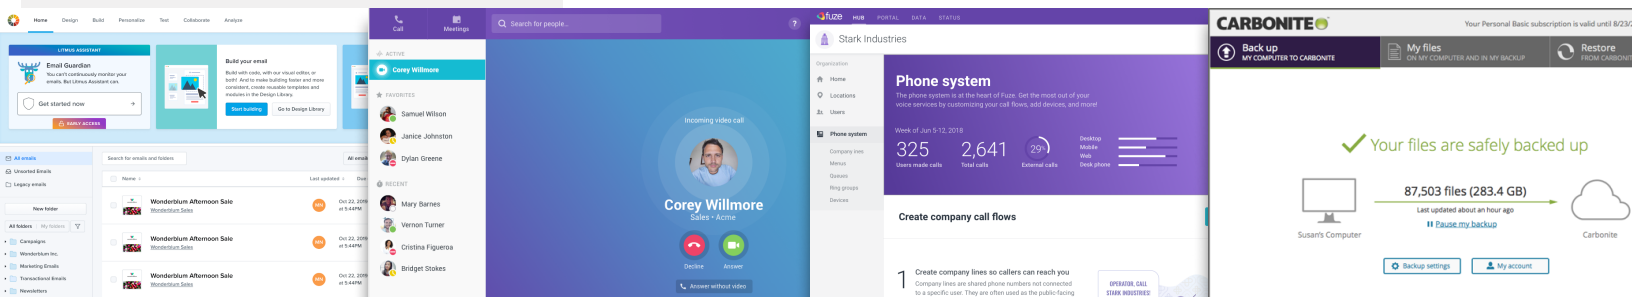 Home Design Build Personalize Test Collaborate Analyze
LITMUS ASSISTANT
Email Guardian
You can't continuously monitor your
emails. But Litmus Assistant can.
Get started now
EARLY ACCESS
Build your email
Build with code, with our visual editor, or
both! And to make building faster and more
consistent, create reusable templates and
modules in the Design Library.
Start building Go to Design Library
All emails
Unsorted Emails
Legacy emails
New folder
All folders My folders
Campaigns
Wonderblum Inc.
Marketing Emails
Transactional Emails
Newsletters
Search for emails and folders
All emails
Name Last updated Due
Wonderblum Afternoon Sale
Wonderblum Sales
Oct 22, 2019
at 5:44PM
Wonderblum Afternoon Sale
Wonderblum Sales
Oct 22, 2019
at 5:44PM
Wonderblum Afternoon Sale
Wonderblum Sales
Oct 22, 2019
at 5:44PM
Call Meetings
Search for people..
?
ACTIVE
Corey Willmore
FAVORITES
Samuel Wilson
Janice Johnston
Dylan Greene
RECENT
Mary Barnes
Vernon Turner
Cristina Figueroa
Bridget Stokes
Incoming video call
Corey Willmore
Sales • Acme
Decline Answer
Answer without video
fuze HUB PORTAL DATA STATUS
Stark Industries
Organization
Home
Locations
Users
Phone system
Company lines
Menus
Queues
Ring groups
Devices
Phone system
The phone system is at the heart of Fuze. Get the most out of your
voice services by customizing your call flows, add devices, and more!
Week of Jun 5-12, 2018
325
Users made calls
2,641
Total calls
29%
External calls
Desktop
Mobile
Web
Desk phone
Create company call flows
1
Create company lines so callers can reach you
Company lines are shared phone numbers not connected
to a specific user. They are often used as the public-facing
OPERATOR, CALL
STARK INDUSTRIES!
CARBONITE
Your Personal Basic subscription is valid until 8/23/2
Back up
MY COMPUTER TO CARBONITE
My files
ON MY COMPUTER AND IN MY BACKUP
Restore
FROM CARBONITE
Your files are safely backed up
87,503 files (283.4 GB)
Last updated about an hour ago
Pause my backup
Susan's Computer
Carbonite
Backup settings My account